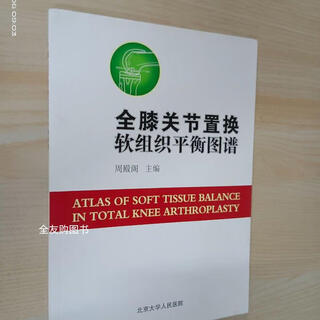 全膝关节置换
软组织平衡图谱
周殿阁 主编
ATLAS OF SOFT TISSUE BALANCE
IN TOTAL KNEE ARTHROPLASTY
全友购图书
北京大学人民医院